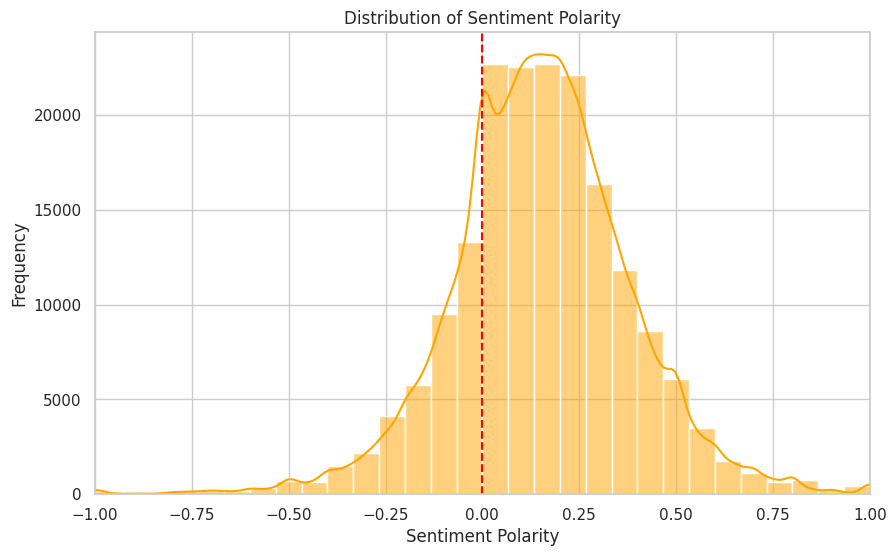 Distribution of Sentiment Polarity
Frequency
20000
15000
10000
5000
0
−1.00 −0.75 −0.50 −0.25 0.00 0.25 0.50 0.75 1.00
Sentiment Polarity